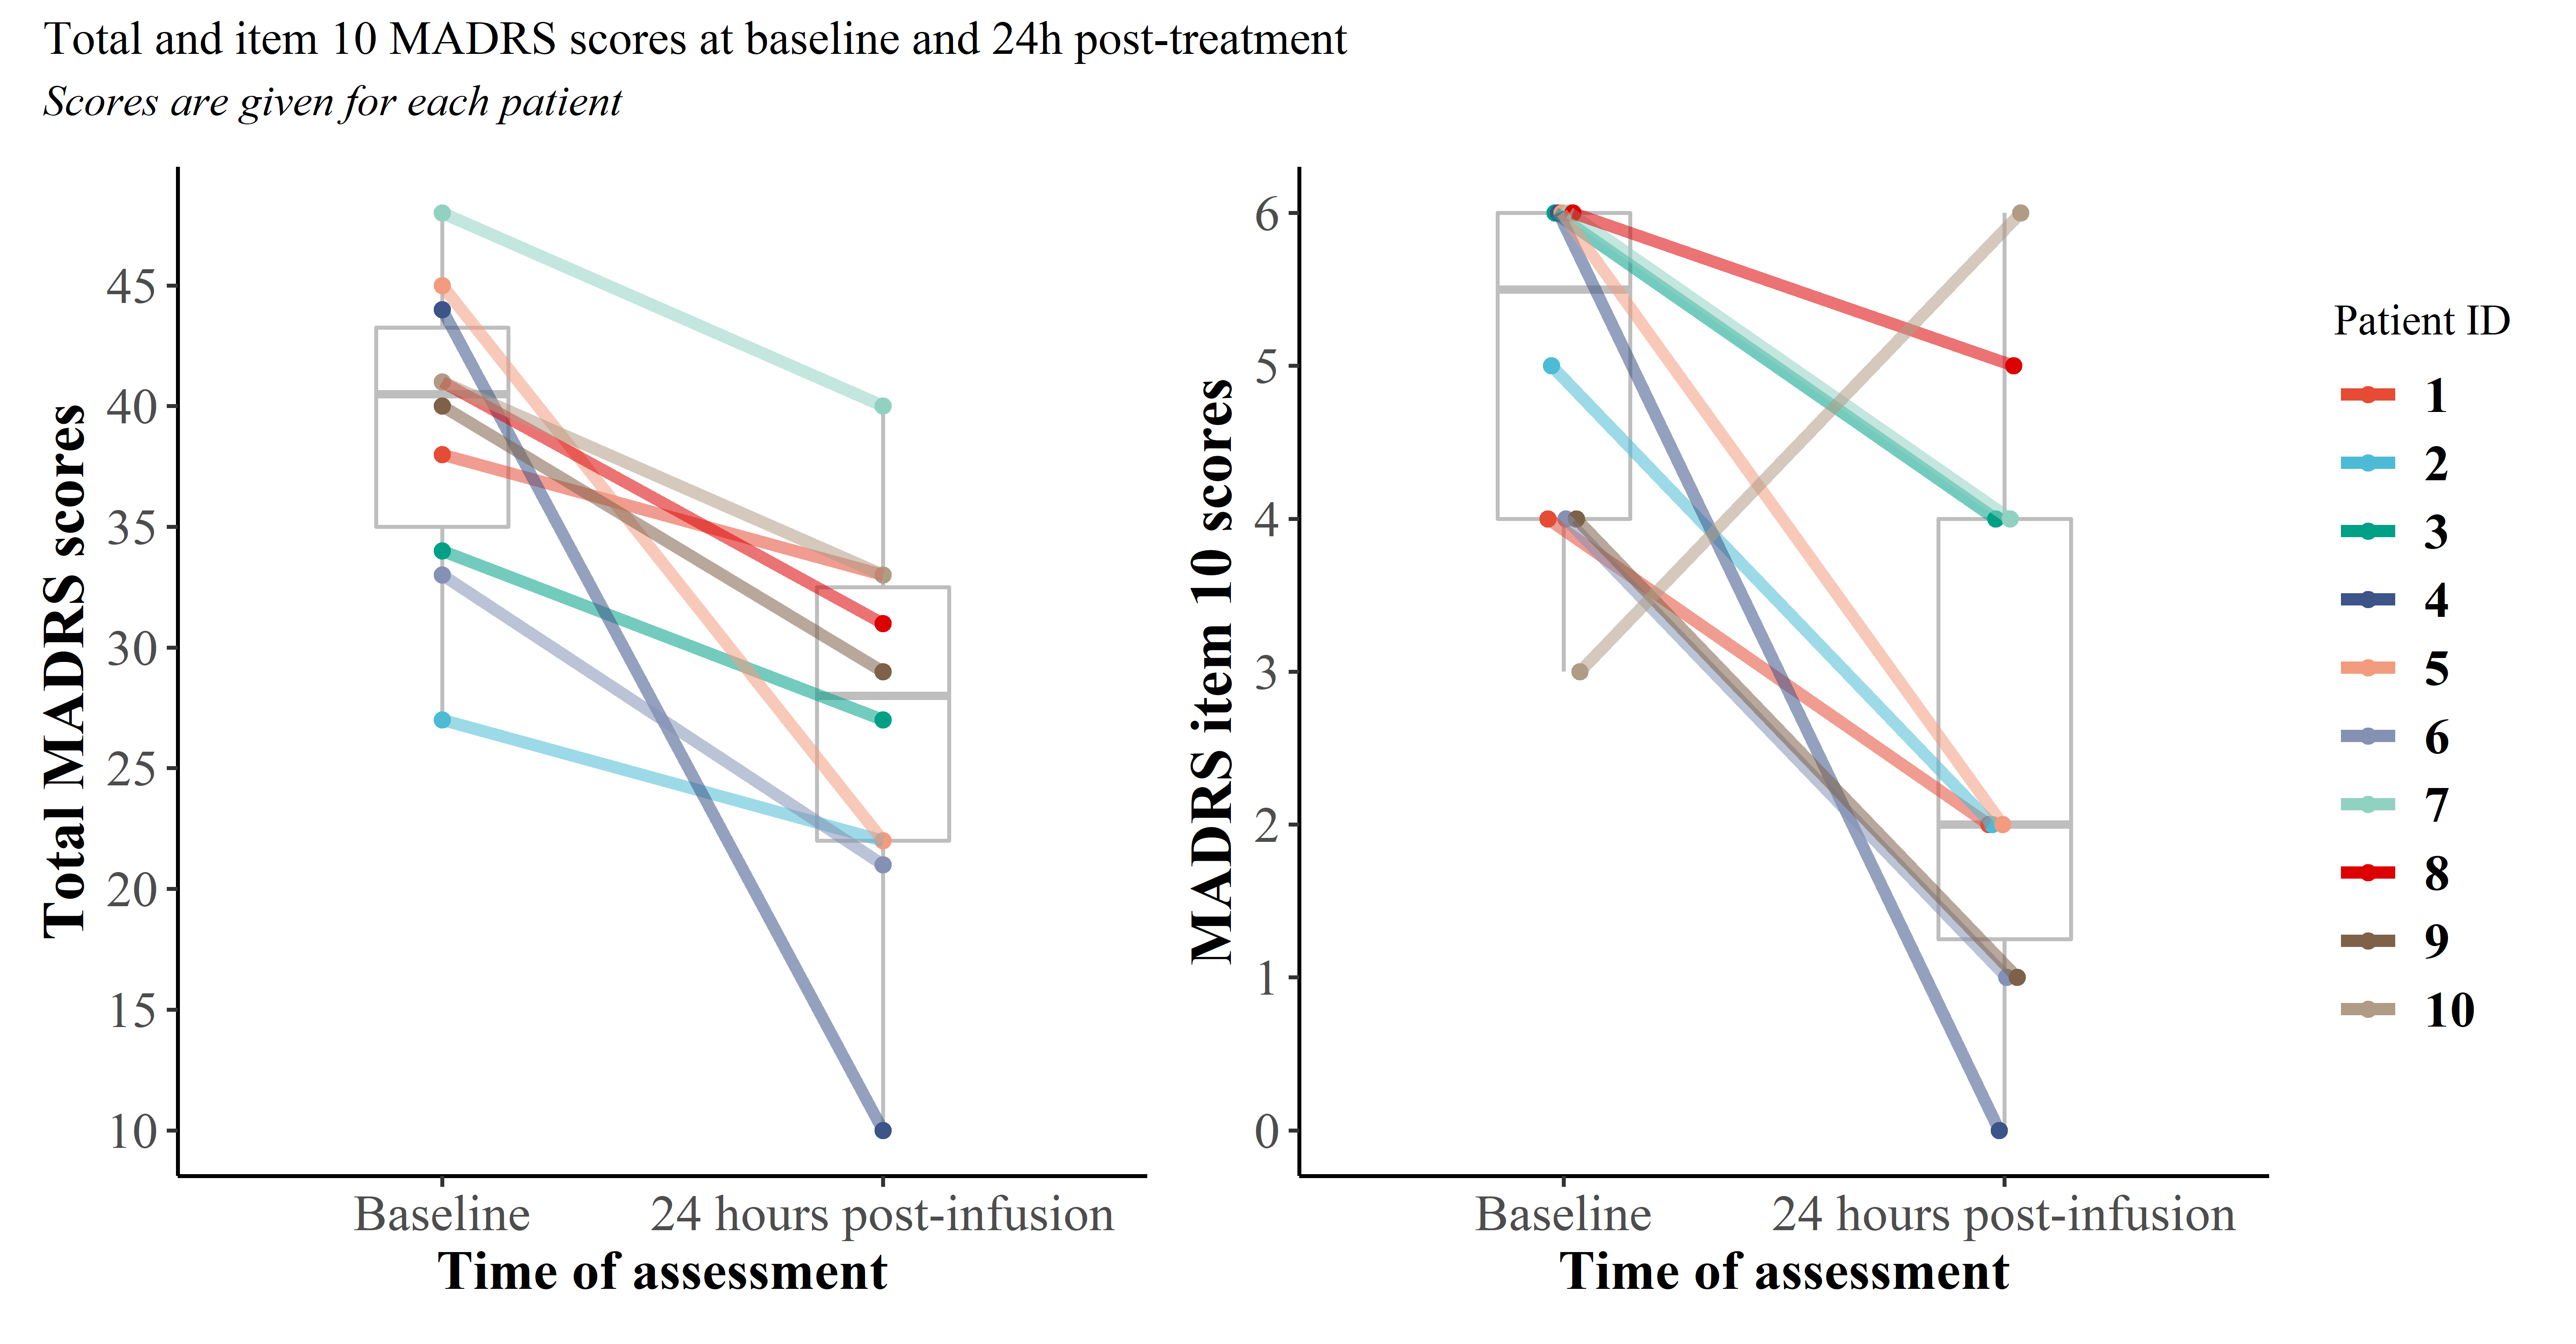 Total and item 10 MADRS scores at baseline and 24h post-treatment
Scores are given for each patient
Total MADRS scores
45
40
35
30
25
20
15
10
Baseline
24 hours post-infusion
Time of assessment
MADRS item 10 scores
6
5
4
3
2
1
0
Baseline
24 hours post-infusion
Time of assessment
Patient ID
1
2
3
4
5
6
7
8
9
10